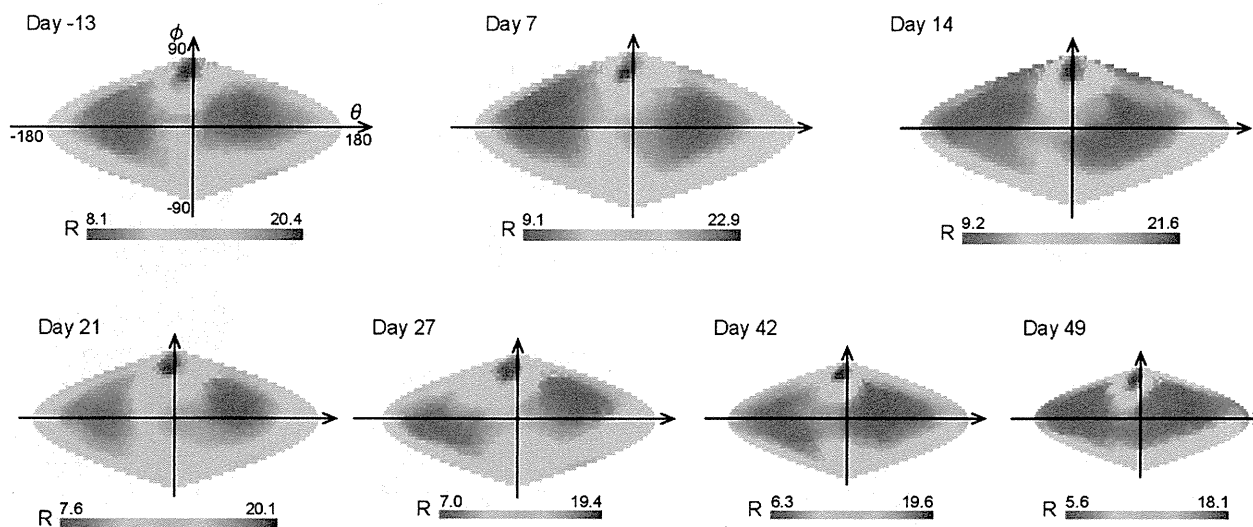 Day -13
ϕ
90
θ
-180
180
-90
R 8.1 20.4
Day 7
R 9.1 22.9
Day 14
R 9.2 21.6
Day 21
R 7.6 20.1
Day 27
R 7.0 19.4
Day 42
R 6.3 19.6
Day 49
R 5.6 18.1